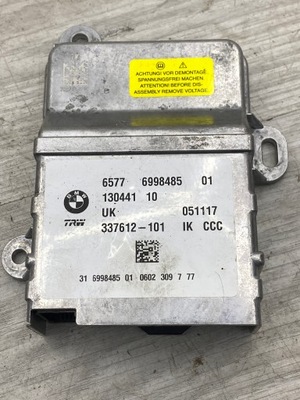 ACHTUNG! VOR DEMONTAGE
SPANNUNGSFREI MACHEN.
ATTENTION! BEFORE DIS-
ASSEMBLY REMOVE VOLTAGE.
BMW
6577 6998485 01
130441 10
TRW UK 051117
337612-101 IK CCC
31 6998485 01 0602 309 7 77